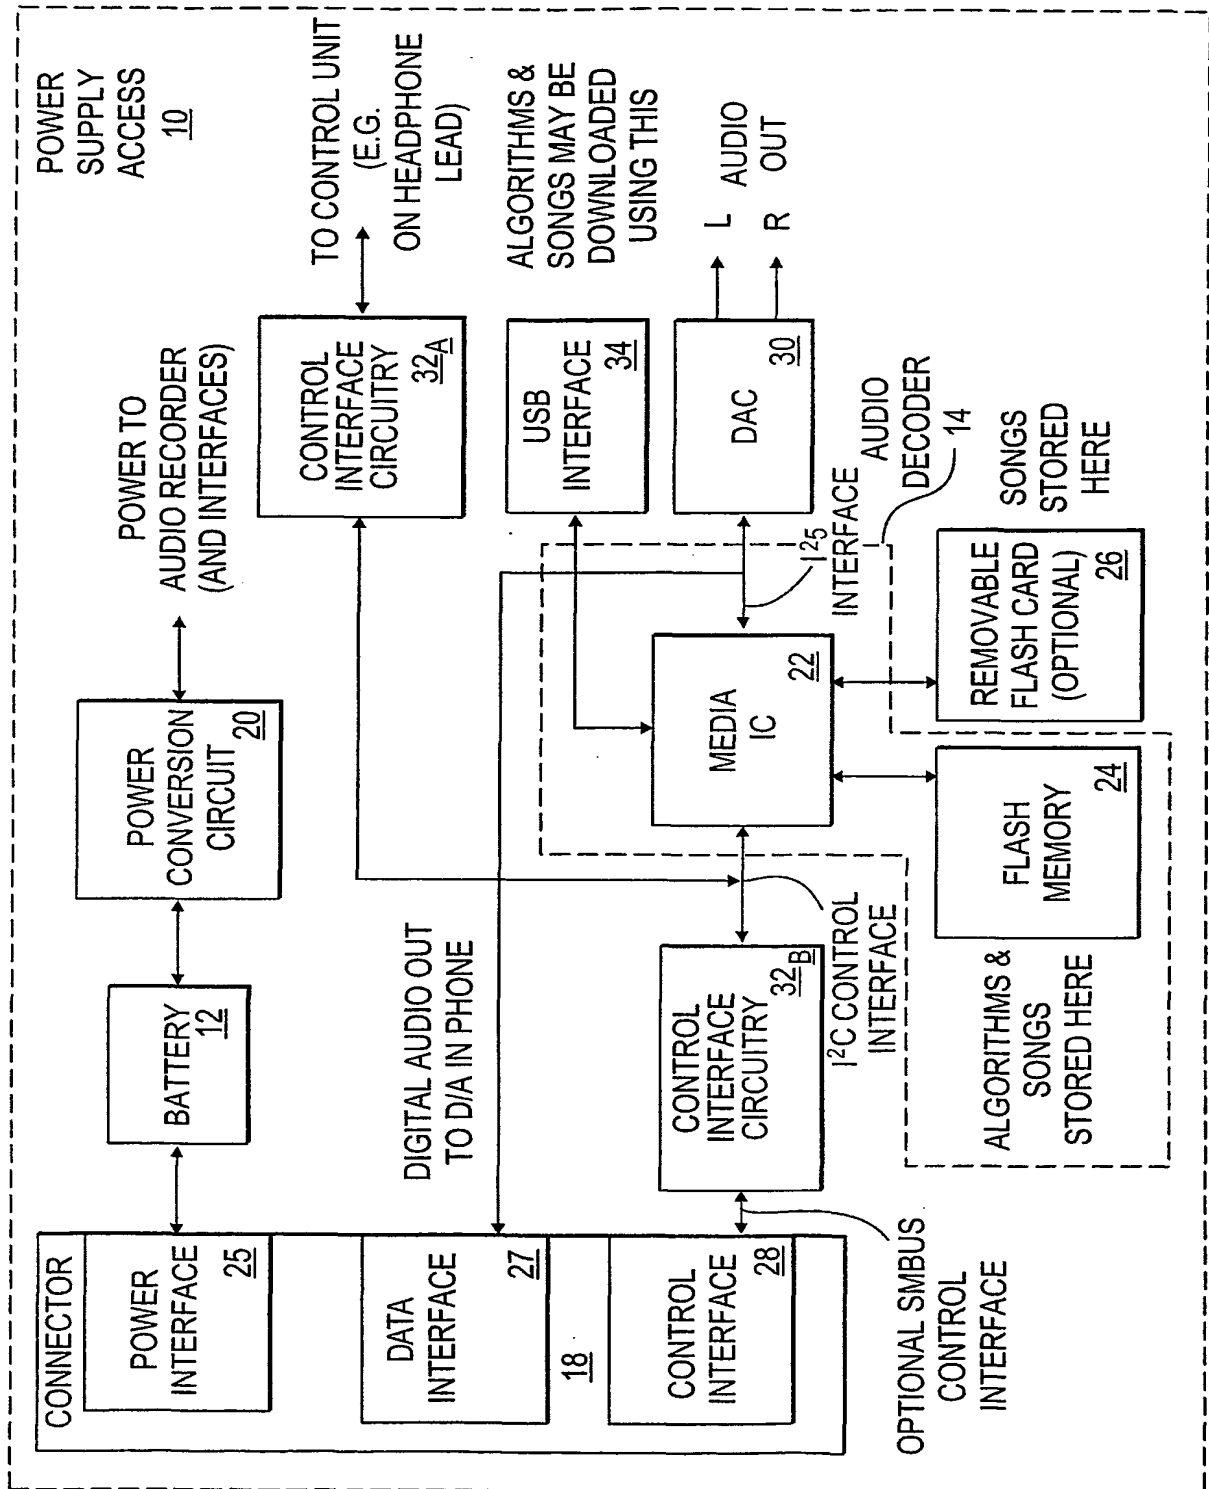 POWER
SUPPLY
ACCESS
10
CONNECTOR
POWER
INTERFACE
25
BATTERY
12
POWER
CONVERSION
CIRCUIT
20
POWER TO
AUDIO RECORDER
(AND INTERFACES)
CONTROL
INTERFACE
CIRCUITRY
32A
TO CONTROL UNIT
(E.G.
ON HEADPHONE
LEAD)
DATA
INTERFACE
27
18
DIGITAL AUDIO OUT
TO D/A IN PHONE
USB
INTERFACE
34
ALGORITHMS &
SONGS MAY BE
DOWNLOADED
USING THIS
CONTROL
INTERFACE
28
CONTROL
INTERFACE
CIRCUITRY
32B
MEDIA
IC
22
DAC
30
L
R
AUDIO
OUT
I²5
INTERFACE
AUDIO
DECODER
14
I²C CONTROL
INTERFACE
OPTIONAL SMBUS
CONTROL
INTERFACE
ALGORITHMS &
SONGS
STORED HERE
FLASH
MEMORY
24
REMOVABLE
FLASH CARD
(OPTIONAL)
26
SONGS
STORED
HERE